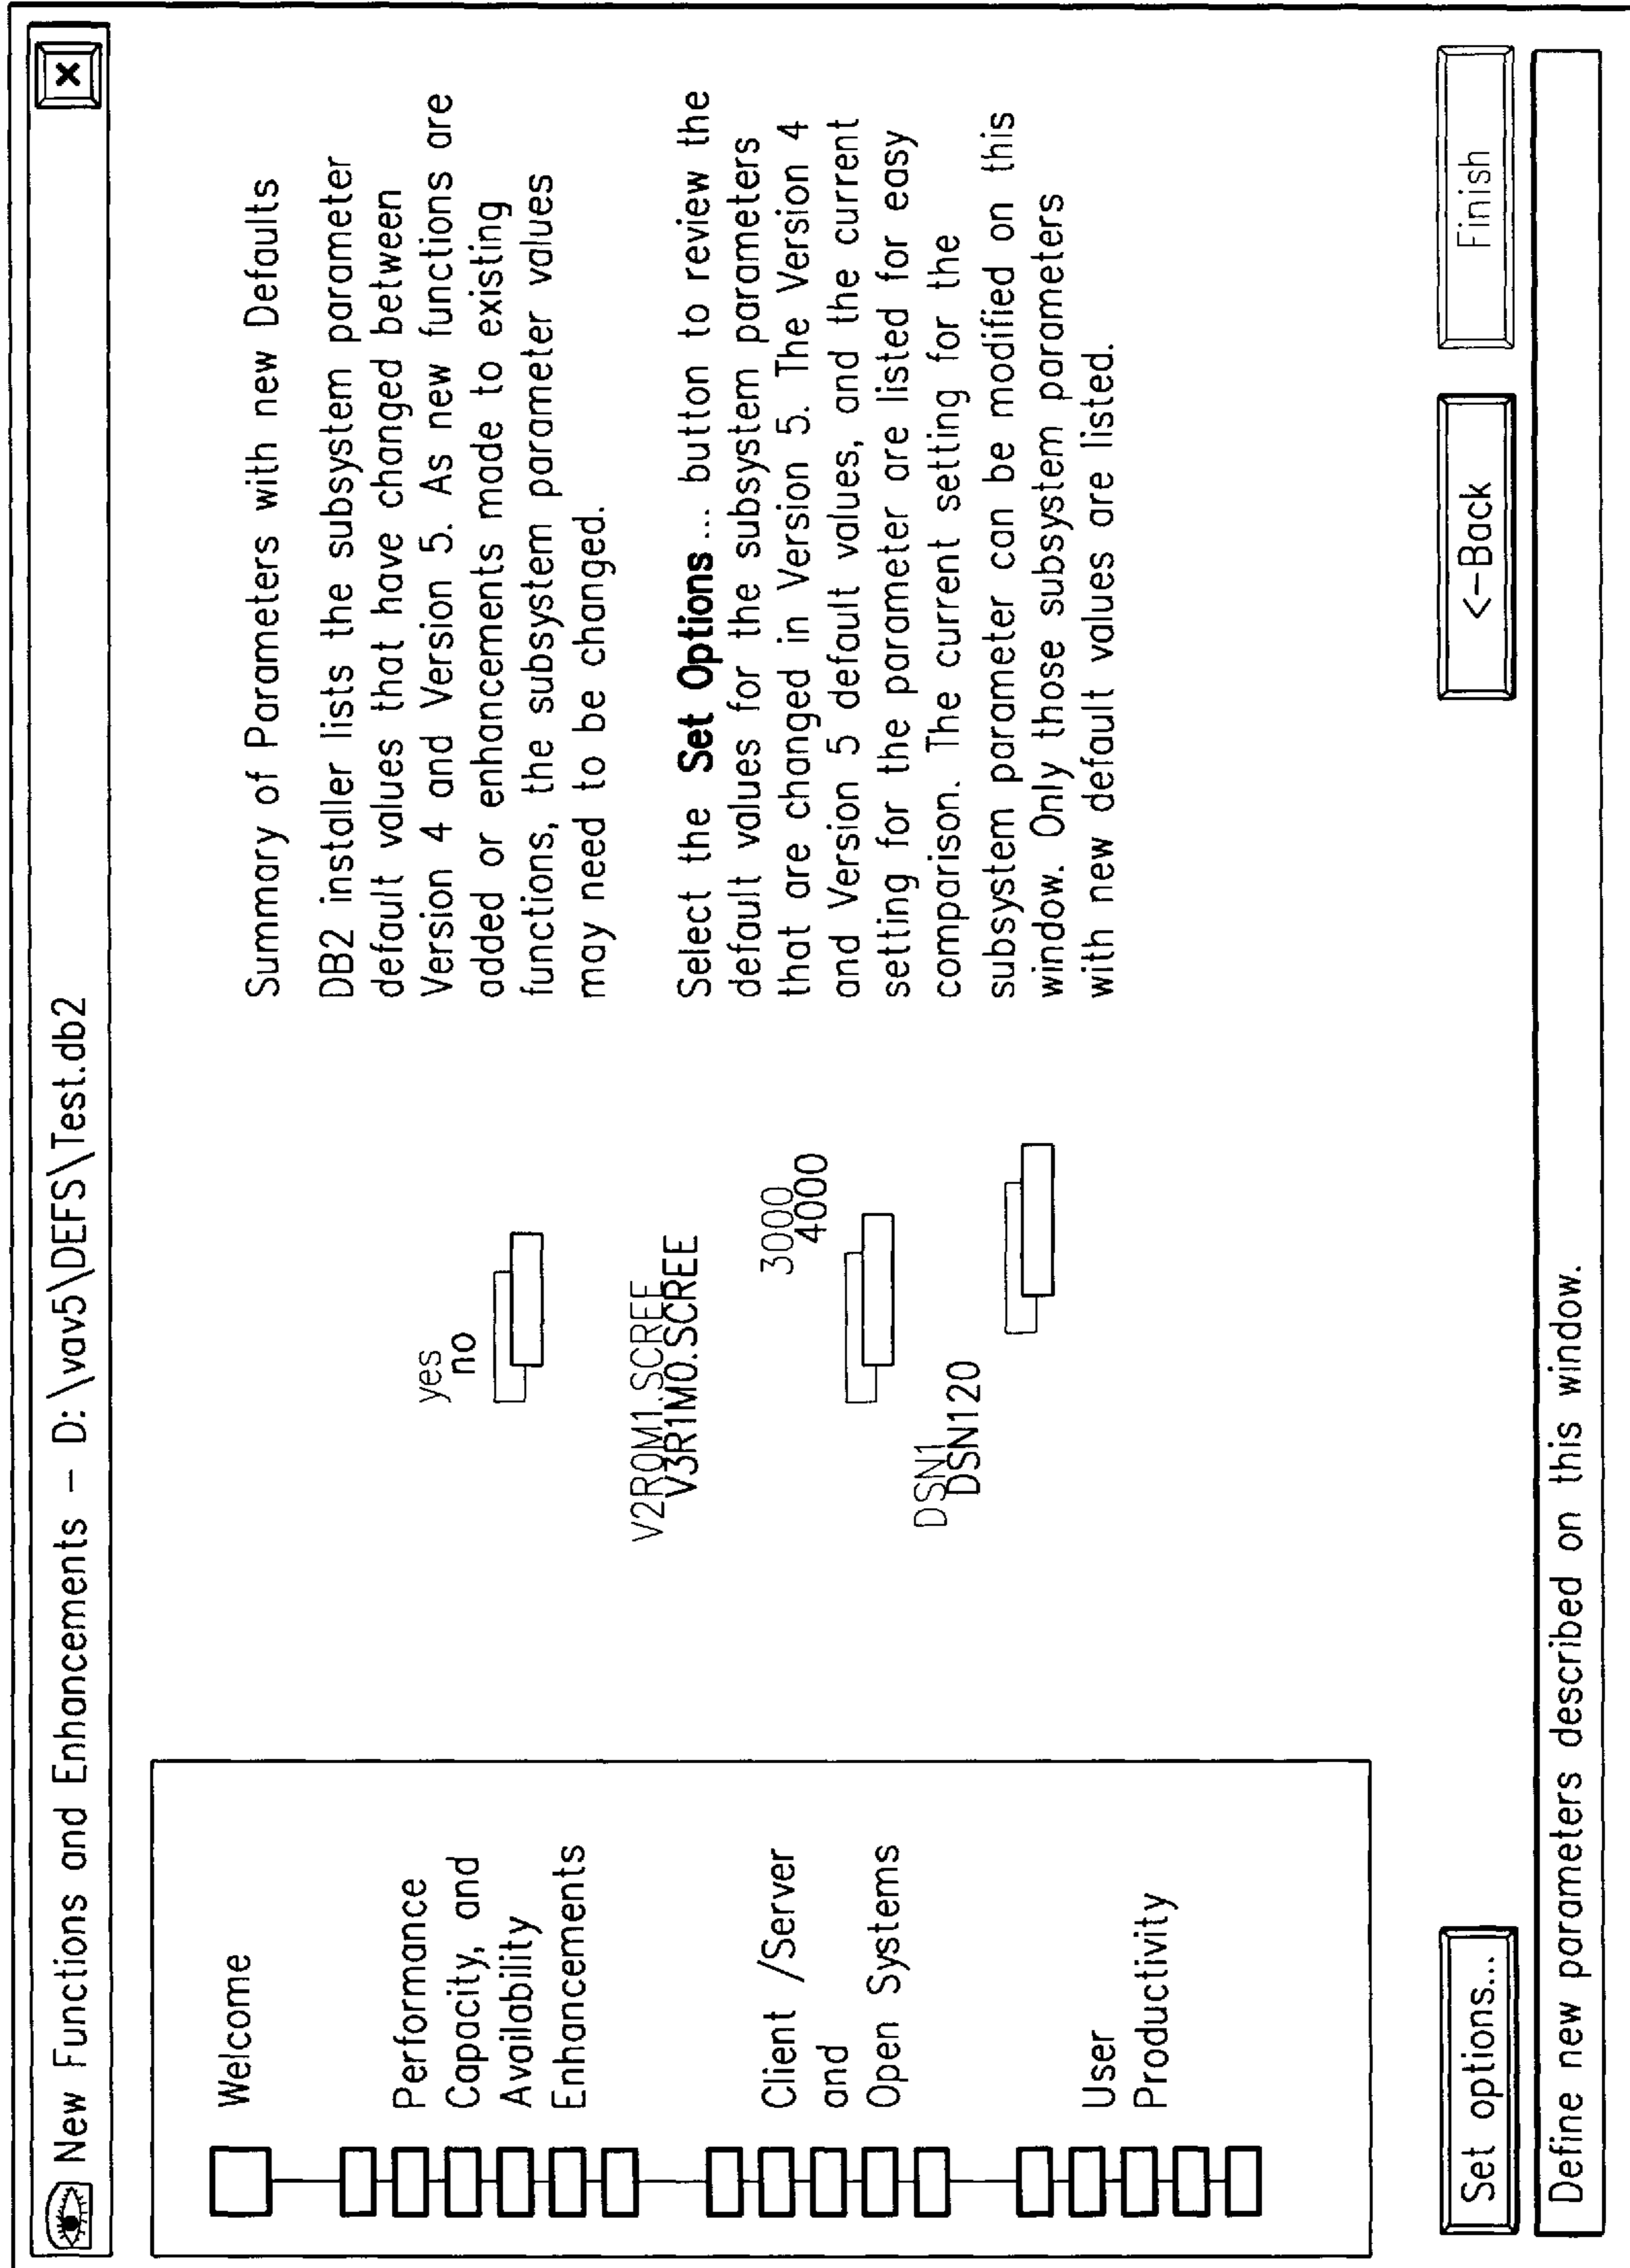 New Functions and Enhancements – D:\vav5\DEFS\Test.db2
x
Welcome
Performance
Capacity, and
Availability
Enhancements
Client /Server
and
Open Systems
User
Productivity
yes
no
V2R0M1.SCREE
V3R1M0.SCREE
3000
4000
DSN1
DSN120
Summary of Parameters with new Defaults
DB2 installer lists the subsystem parameter
default values that have changed between
Version 4 and Version 5. As new functions are
added or enhancements made to existing
functions, the subsystem parameter values
may need to be changed.
Select the Set Options... button to review the
default values for the subsystem parameters
that are changed in Version 5. The Version 4
and Version 5 default values, and the current
setting for the parameter are listed for easy
comparison. The current setting for the
subsystem parameter can be modified on this
window. Only those subsystem parameters
with new default values are listed.
Set options...
<-Back
Finish
Define new parameters described on this window.